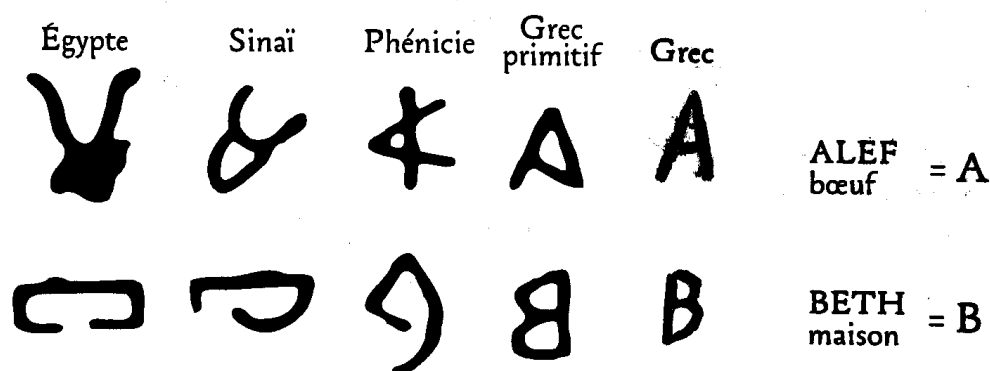 Égypte Sinaï Phénicie Grec primitif Grec
ALEF = A
bœuf
BETH = B
maison